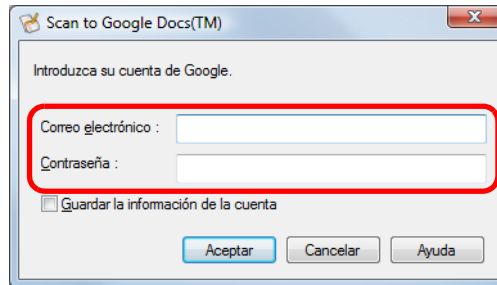 Scan to Google Docs(TM)
Introduzca su cuenta de Google.
Correo electrónico :
Contraseña :
Guardar la información de la cuenta
Aceptar Cancelar Ayuda